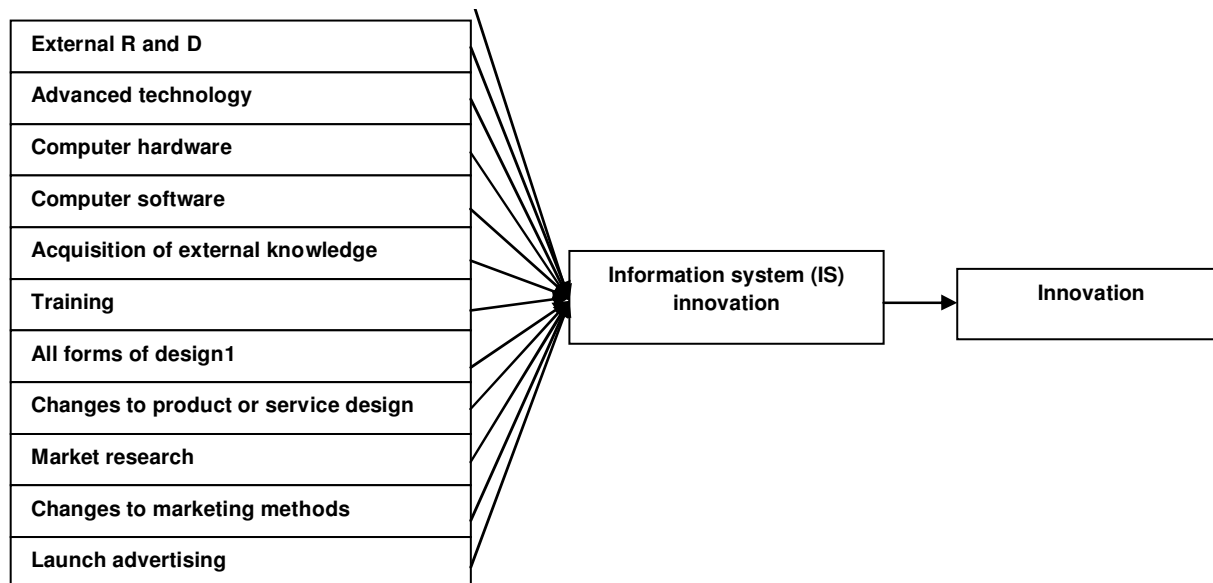 External R and D
Advanced technology
Computer hardware
Computer software
Acquisition of external knowledge
Training
All forms of design1
Changes to product or service design
Market research
Changes to marketing methods
Launch advertising
Information system (IS)
innovation
Innovation